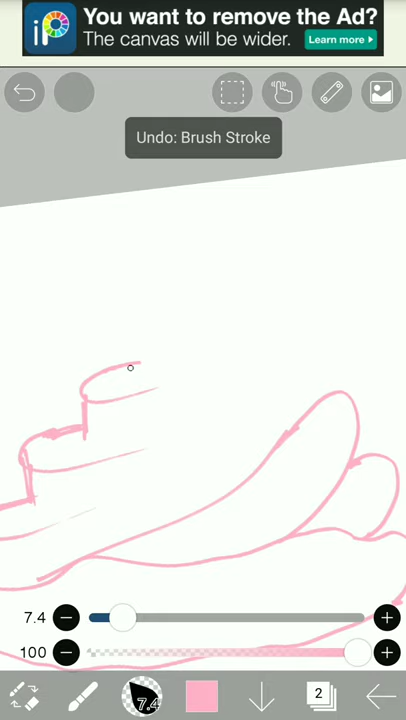 iP
You want to remove the Ad?
The canvas will be wider.
Learn more
Undo: Brush Stroke
7.4
100
7.4
2